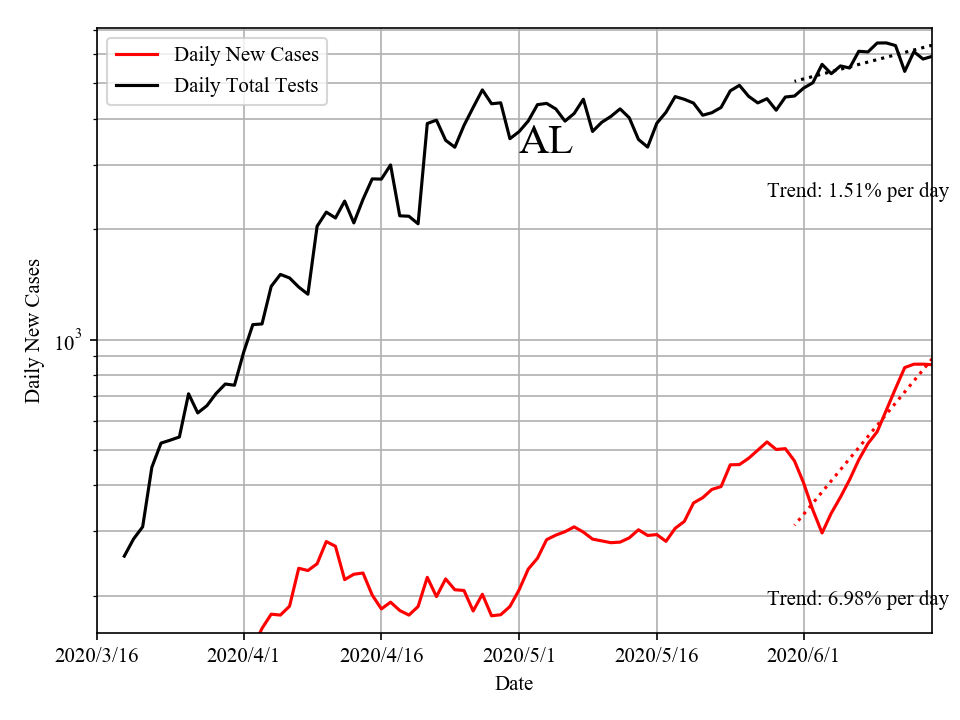 Daily New Cases
Daily Total Tests
AL
Trend: 1.51% per day
Daily New Cases
10³
Trend: 6.98% per day
2020/3/16 2020/4/1 2020/4/16 2020/5/1 2020/5/16 2020/6/1
Date